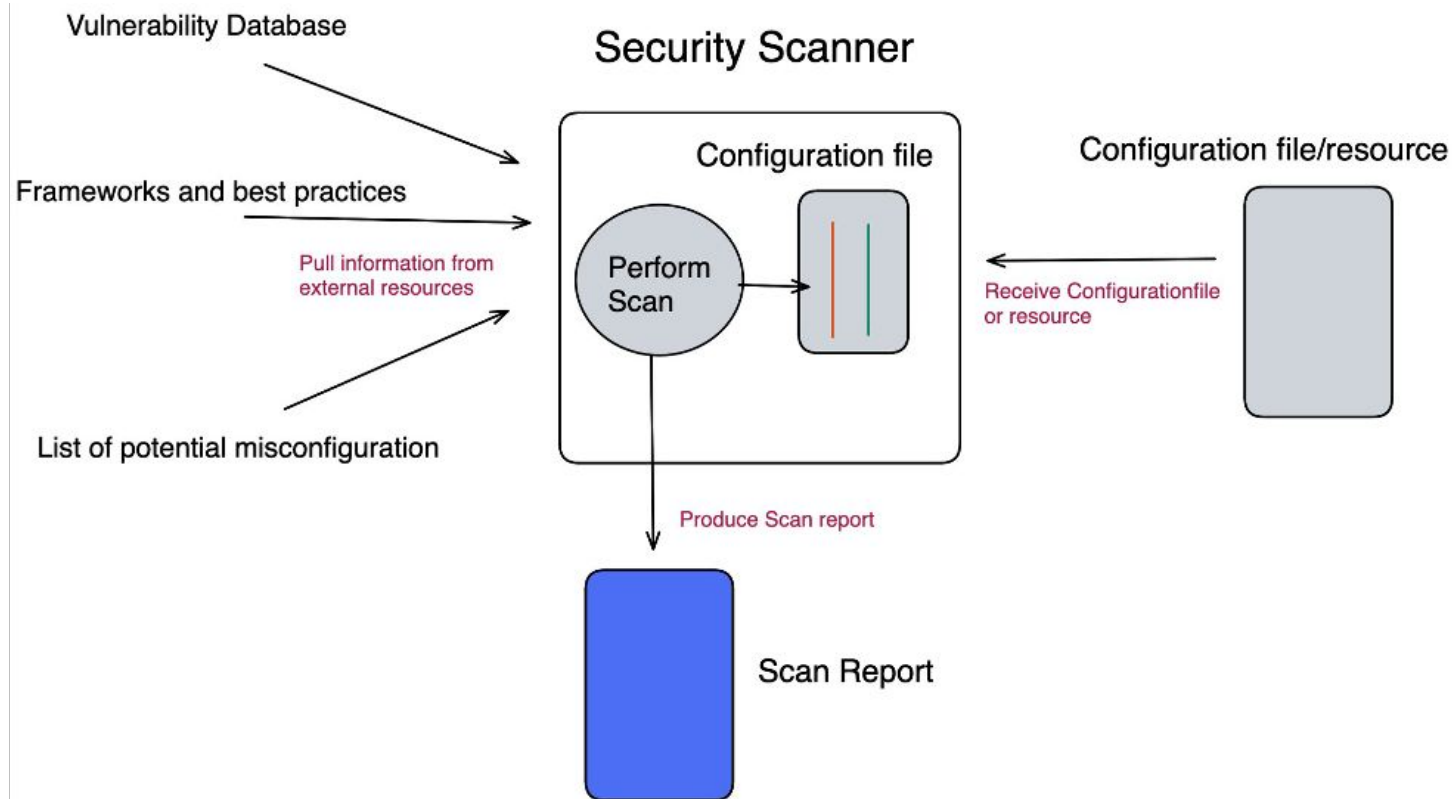 Vulnerability Database
Security Scanner
Configuration file
Configuration file/resource
Frameworks and best practices
Pull information from
external resources
Perform
Scan
Receive Configurationfile
or resource
List of potential misconfiguration
Produce Scan report
Scan Report